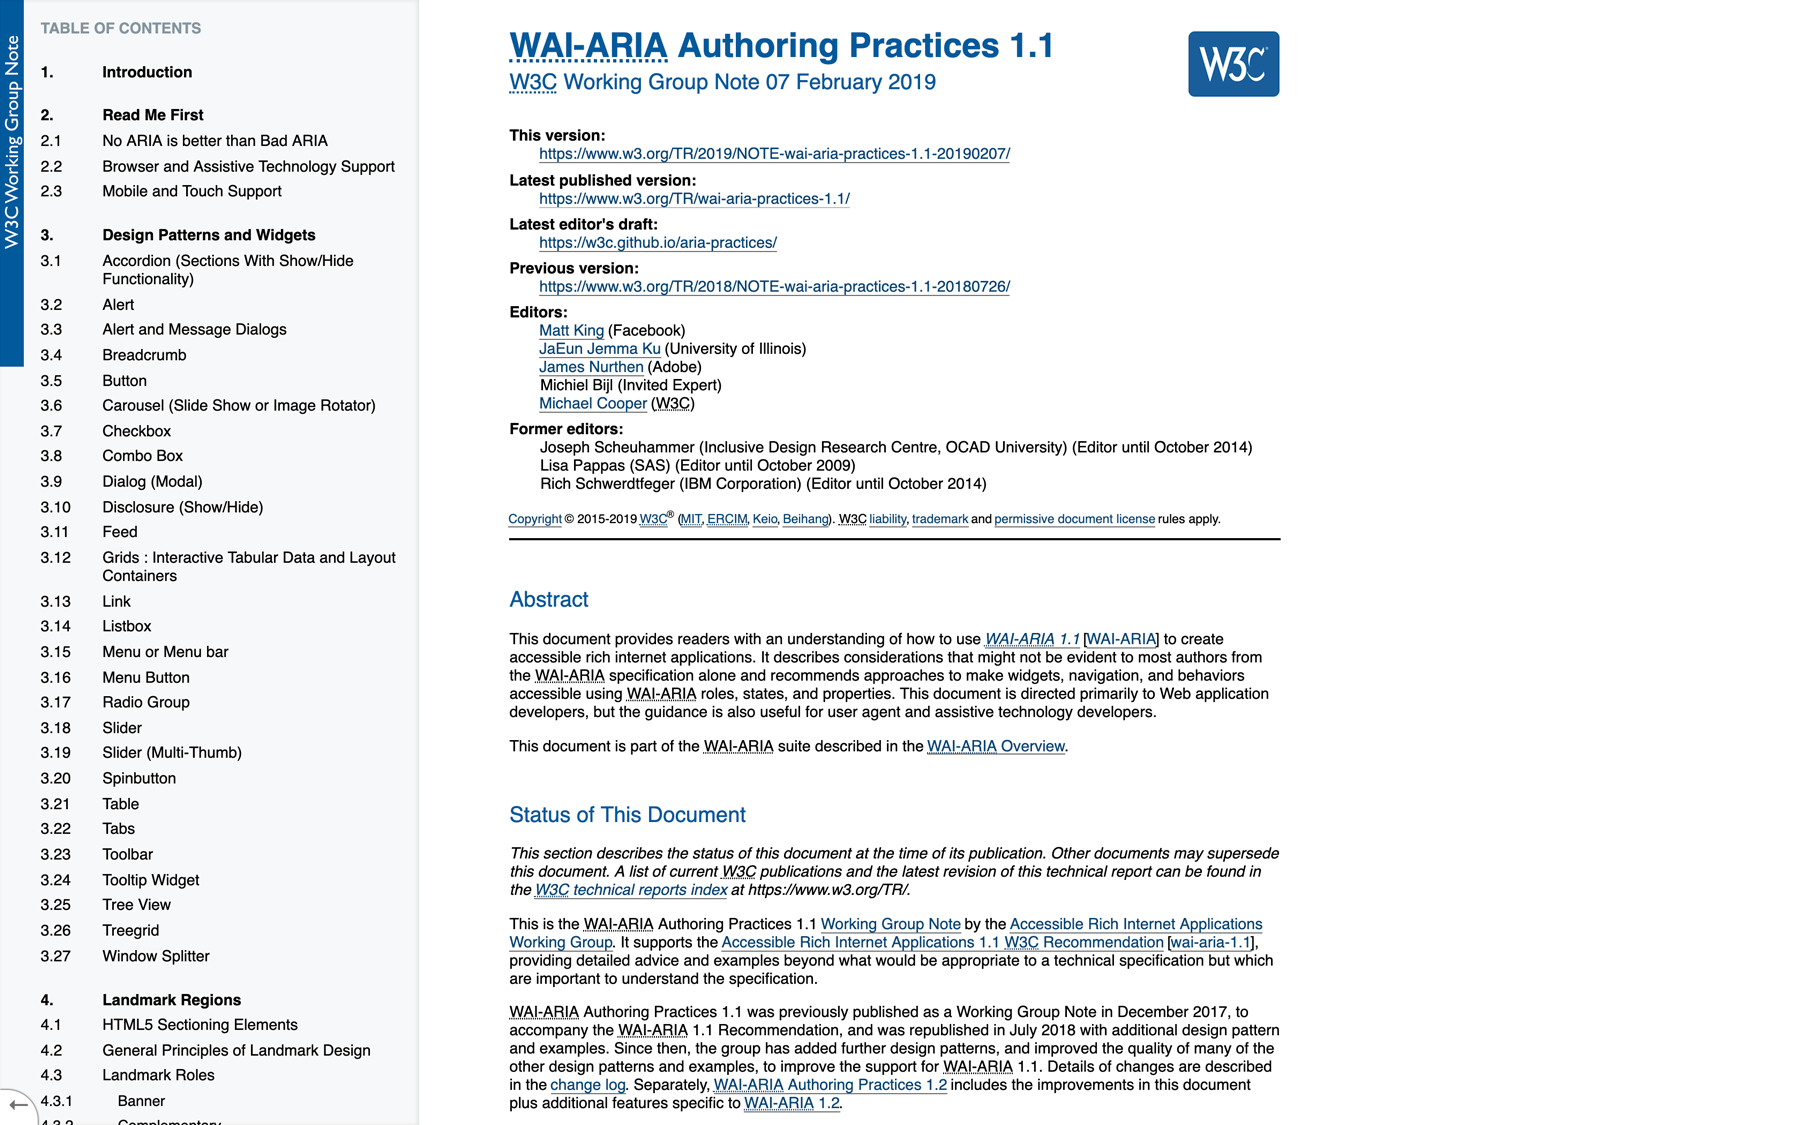 W3C Working Group Note
TABLE OF CONTENTS
1. Introduction
2. Read Me First
2.1 No ARIA is better than Bad ARIA
2.2 Browser and Assistive Technology Support
2.3 Mobile and Touch Support
3. Design Patterns and Widgets
3.1 Accordion (Sections With Show/Hide
Functionality)
3.2 Alert
3.3 Alert and Message Dialogs
3.4 Breadcrumb
3.5 Button
3.6 Carousel (Slide Show or Image Rotator)
3.7 Checkbox
3.8 Combo Box
3.9 Dialog (Modal)
3.10 Disclosure (Show/Hide)
3.11 Feed
3.12 Grids : Interactive Tabular Data and Layout
Containers
3.13 Link
3.14 Listbox
3.15 Menu or Menu bar
3.16 Menu Button
3.17 Radio Group
3.18 Slider
3.19 Slider (Multi-Thumb)
3.20 Spinbutton
3.21 Table
3.22 Tabs
3.23 Toolbar
3.24 Tooltip Widget
3.25 Tree View
3.26 Treegrid
3.27 Window Splitter
4. Landmark Regions
4.1 HTML5 Sectioning Elements
4.2 General Principles of Landmark Design
4.3 Landmark Roles
4.3.1 Banner
4.3.2 Complementary
WAI-ARIA Authoring Practices 1.1
W3C Working Group Note 07 February 2019
W3C
This version:
https://www.w3.org/TR/2019/NOTE-wai-aria-practices-1.1-20190207/
Latest published version:
https://www.w3.org/TR/wai-aria-practices-1.1/
Latest editor's draft:
https://w3c.github.io/aria-practices/
Previous version:
https://www.w3.org/TR/2018/NOTE-wai-aria-practices-1.1-20180726/
Editors:
Matt King (Facebook)
JaEun Jemma Ku (University of Illinois)
James Nurthen (Adobe)
Michiel Bijl (Invited Expert)
Michael Cooper (W3C)
Former editors:
Joseph Scheuhammer (Inclusive Design Research Centre, OCAD University) (Editor until October 2014)
Lisa Pappas (SAS) (Editor until October 2009)
Rich Schwerdtfeger (IBM Corporation) (Editor until October 2014)
Copyright © 2015-2019 W3C® (MIT, ERCIM, Keio, Beihang). W3C liability, trademark and permissive document license rules apply.
Abstract
This document provides readers with an understanding of how to use WAI-ARIA 1.1 [WAI-ARIA] to create
accessible rich internet applications. It describes considerations that might not be evident to most authors from
the WAI-ARIA specification alone and recommends approaches to make widgets, navigation, and behaviors
accessible using WAI-ARIA roles, states, and properties. This document is directed primarily to Web application
developers, but the guidance is also useful for user agent and assistive technology developers.
This document is part of the WAI-ARIA suite described in the WAI-ARIA Overview.
Status of This Document
This section describes the status of this document at the time of its publication. Other documents may supersede
this document. A list of current W3C publications and the latest revision of this technical report can be found in
the W3C technical reports index at https://www.w3.org/TR/.
This is the WAI-ARIA Authoring Practices 1.1 Working Group Note by the Accessible Rich Internet Applications
Working Group. It supports the Accessible Rich Internet Applications 1.1 W3C Recommendation [wai-aria-1.1],
providing detailed advice and examples beyond what would be appropriate to a technical specification but which
are important to understand the specification.
WAI-ARIA Authoring Practices 1.1 was previously published as a Working Group Note in December 2017, to
accompany the WAI-ARIA 1.1 Recommendation, and was republished in July 2018 with additional design pattern
and examples. Since then, the group has added further design patterns, and improved the quality of many of the
other design patterns and examples, to improve the support for WAI-ARIA 1.1. Details of changes are described
in the change log. Separately, WAI-ARIA Authoring Practices 1.2 includes the improvements in this document
plus additional features specific to WAI-ARIA 1.2.